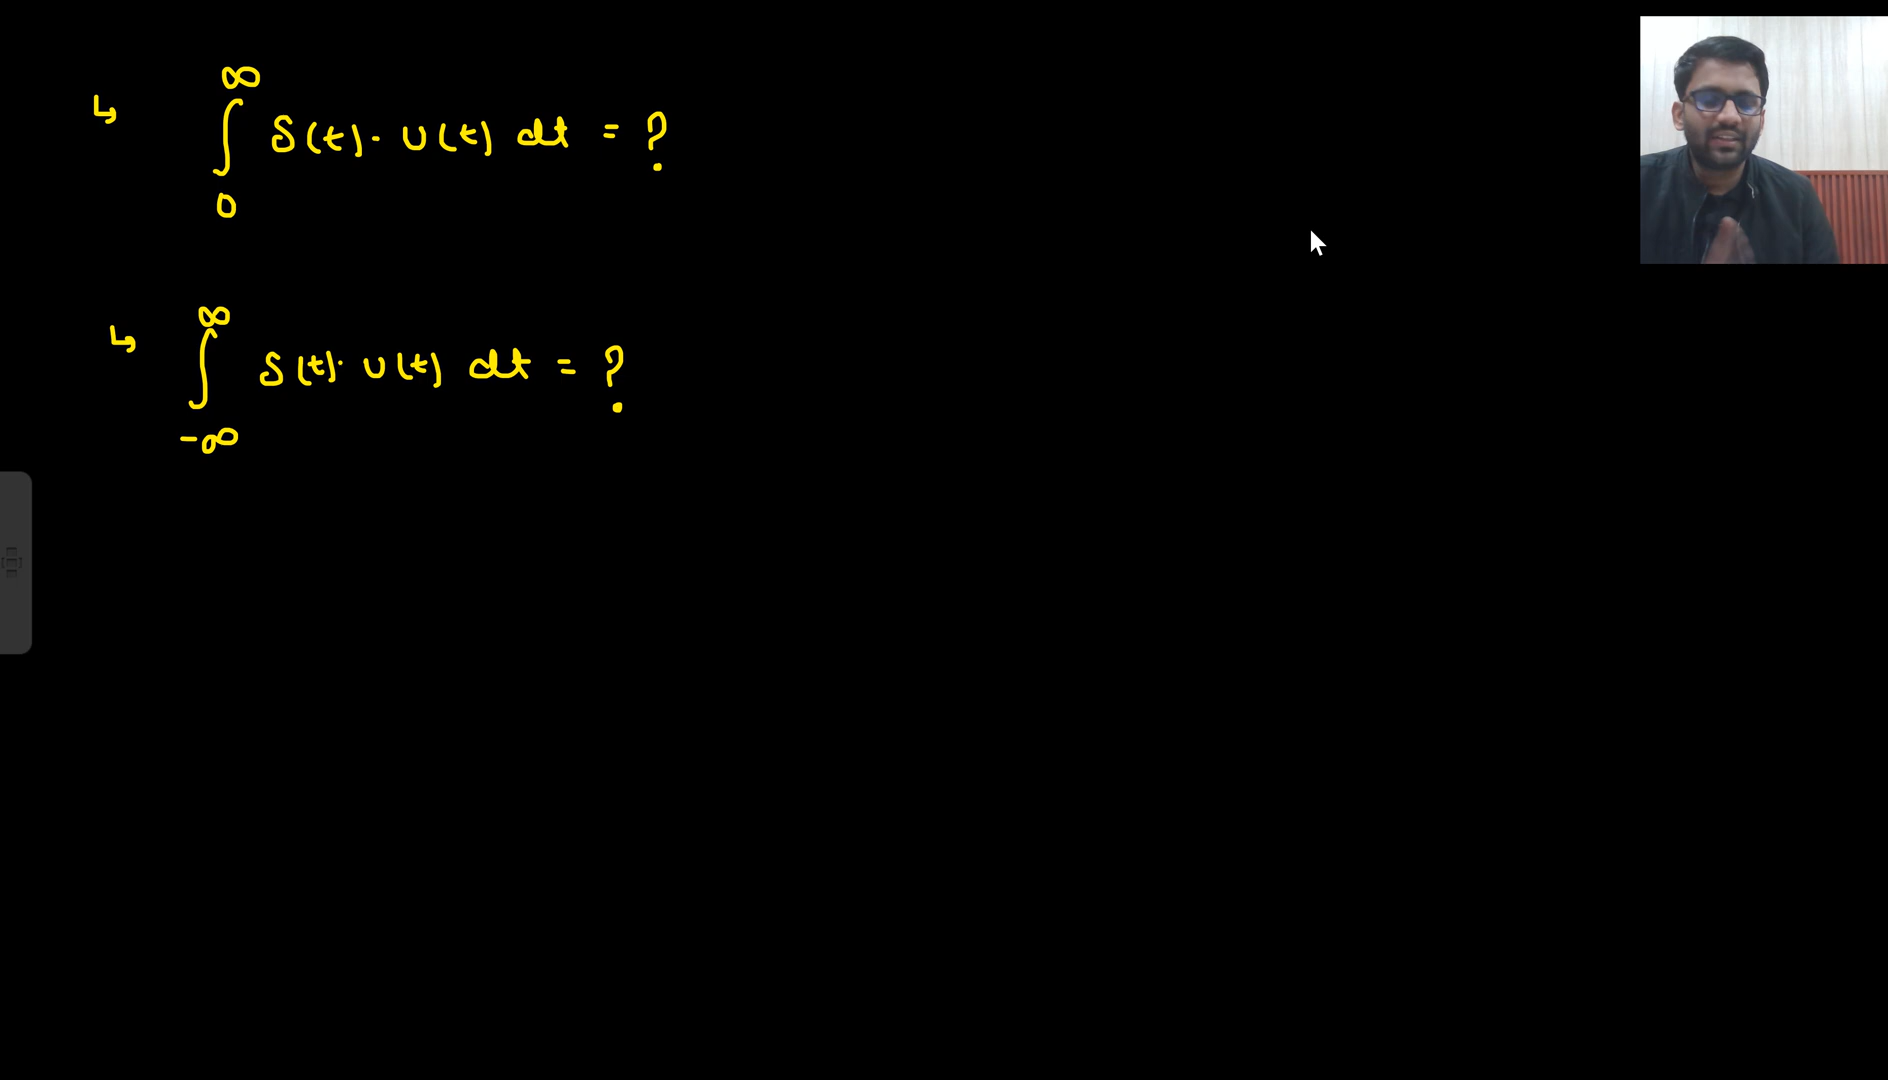 ↳ ∫₀^∞ δ(t) · u(t) dt = ?
↳ ∫₋∞^∞ δ(t) · u(t) dt = ?